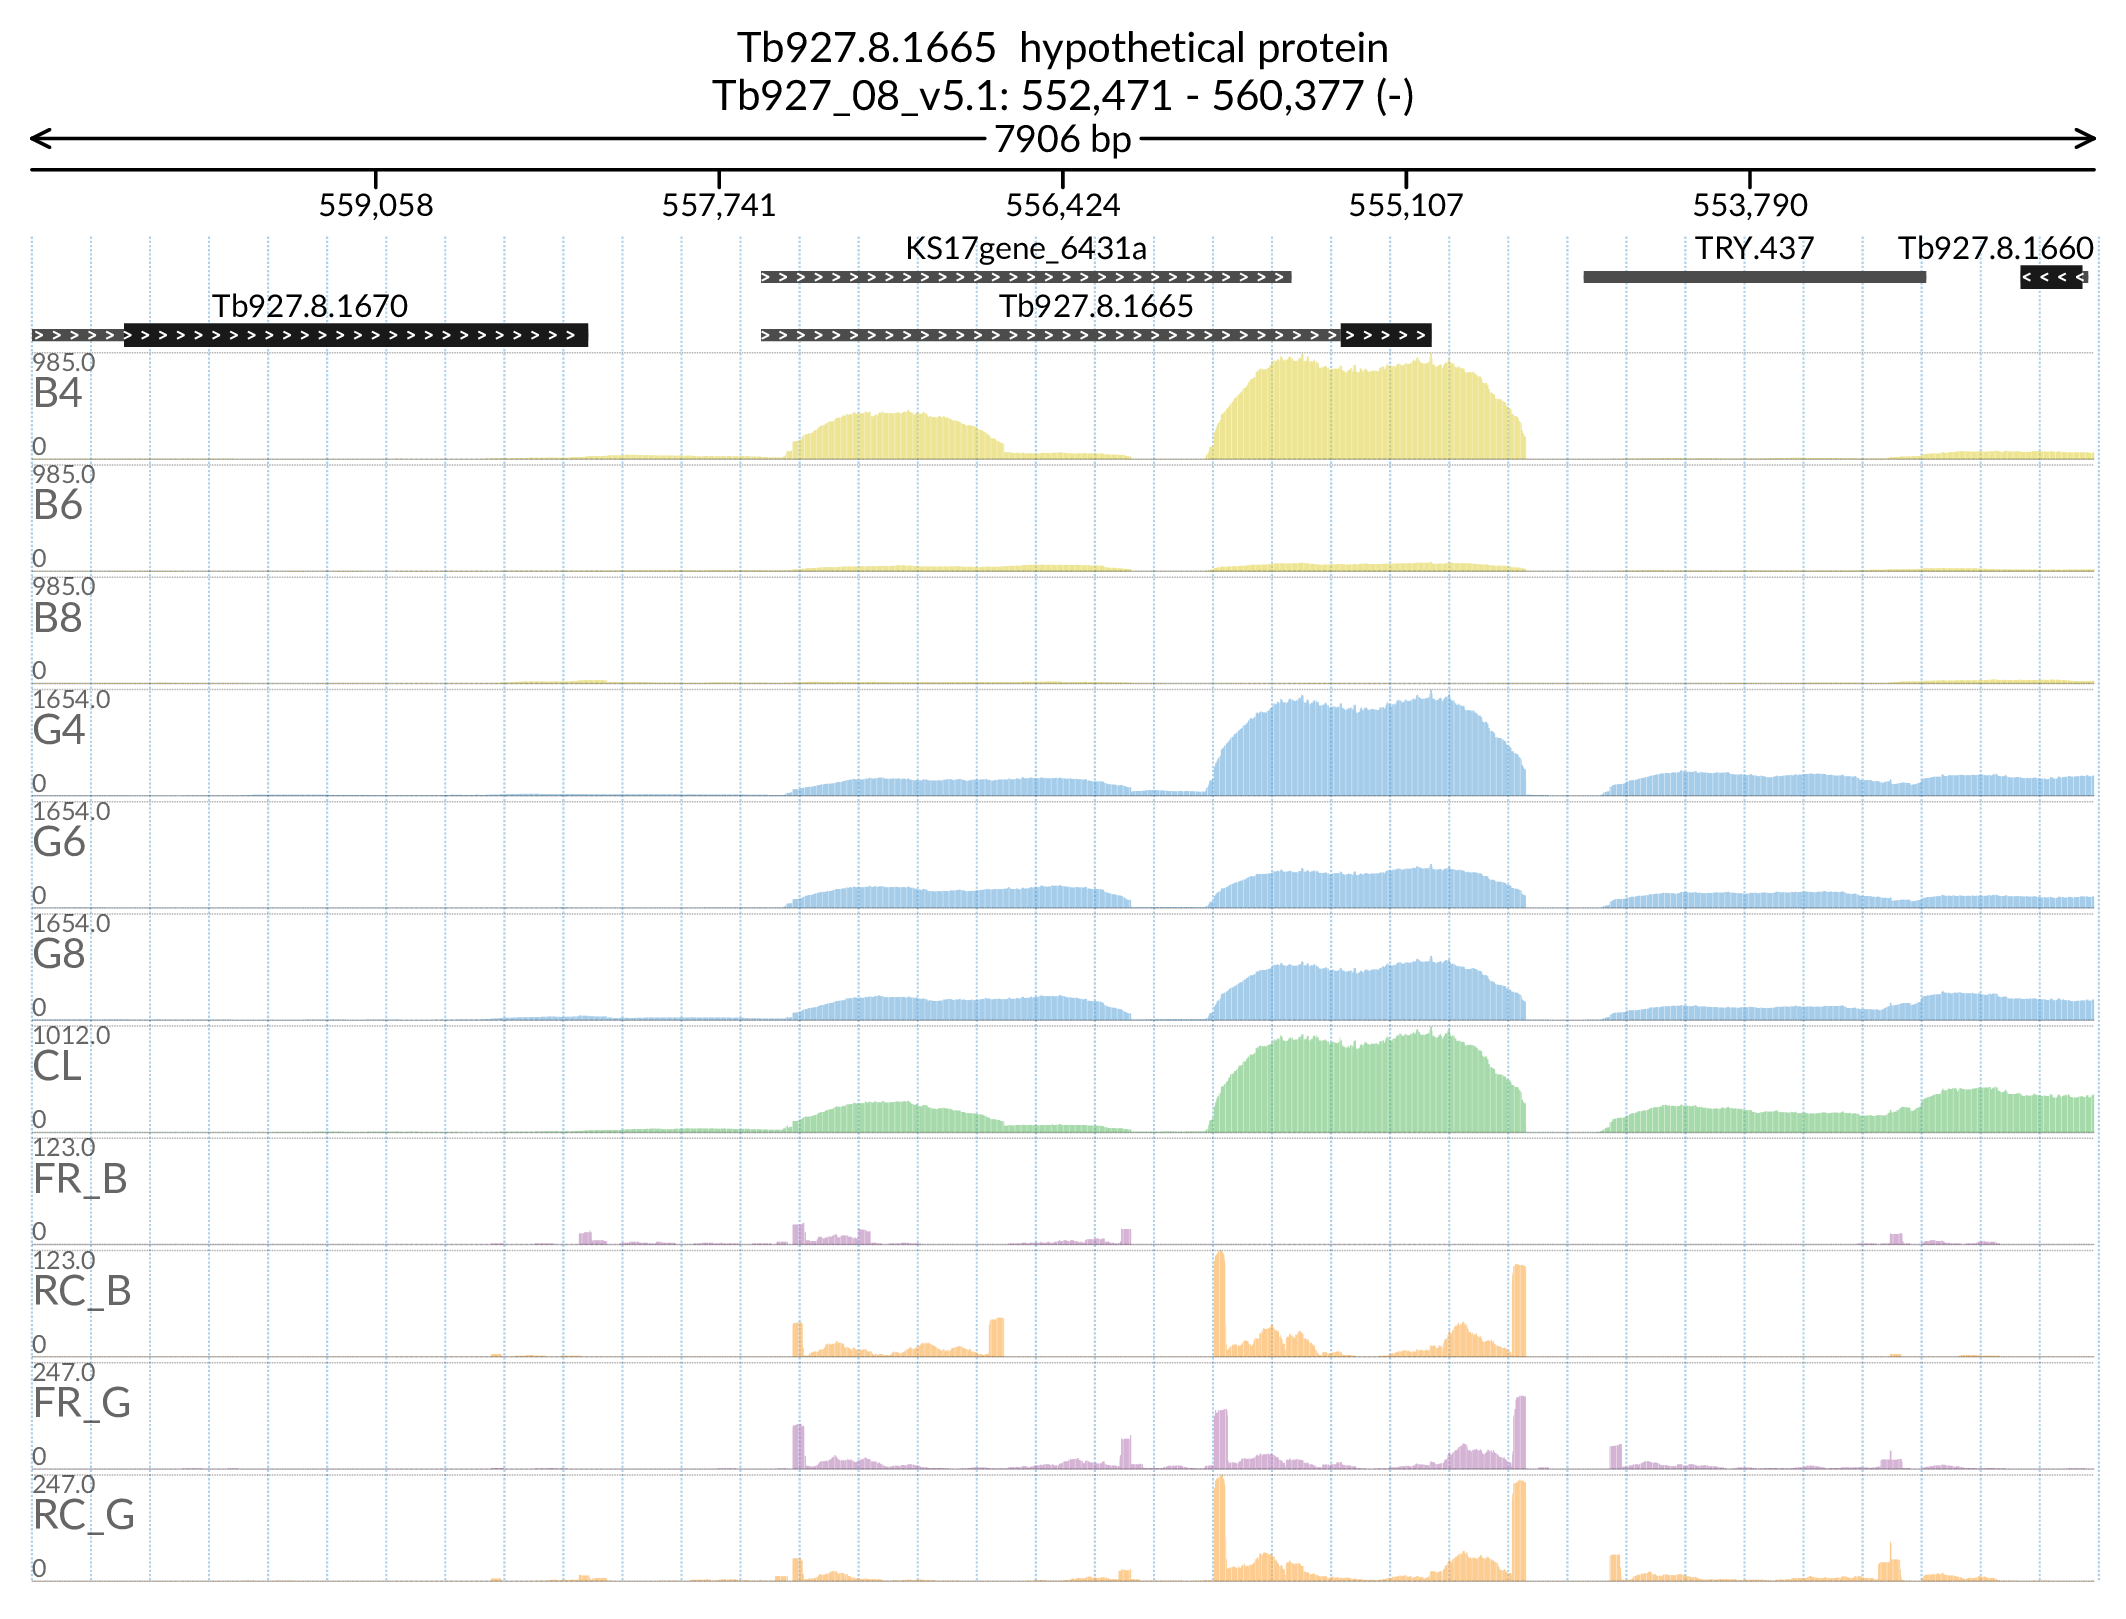 Tb927.8.1665  hypothetical protein
Tb927_08_v5.1: 552,471 - 560,377 (-)
7906 bp
559,058 557,741 556,424 555,107 553,790
KS17gene_6431a TRY.437 Tb927.8.1660
Tb927.8.1670 Tb927.8.1665
985.0
B4
0
985.0
B6
0
985.0
B8
0
1654.0
G4
0
1654.0
G6
0
1654.0
G8
0
1012.0
CL
0
123.0
FR_B
0
123.0
RC_B
0
247.0
FR_G
0
247.0
RC_G
0